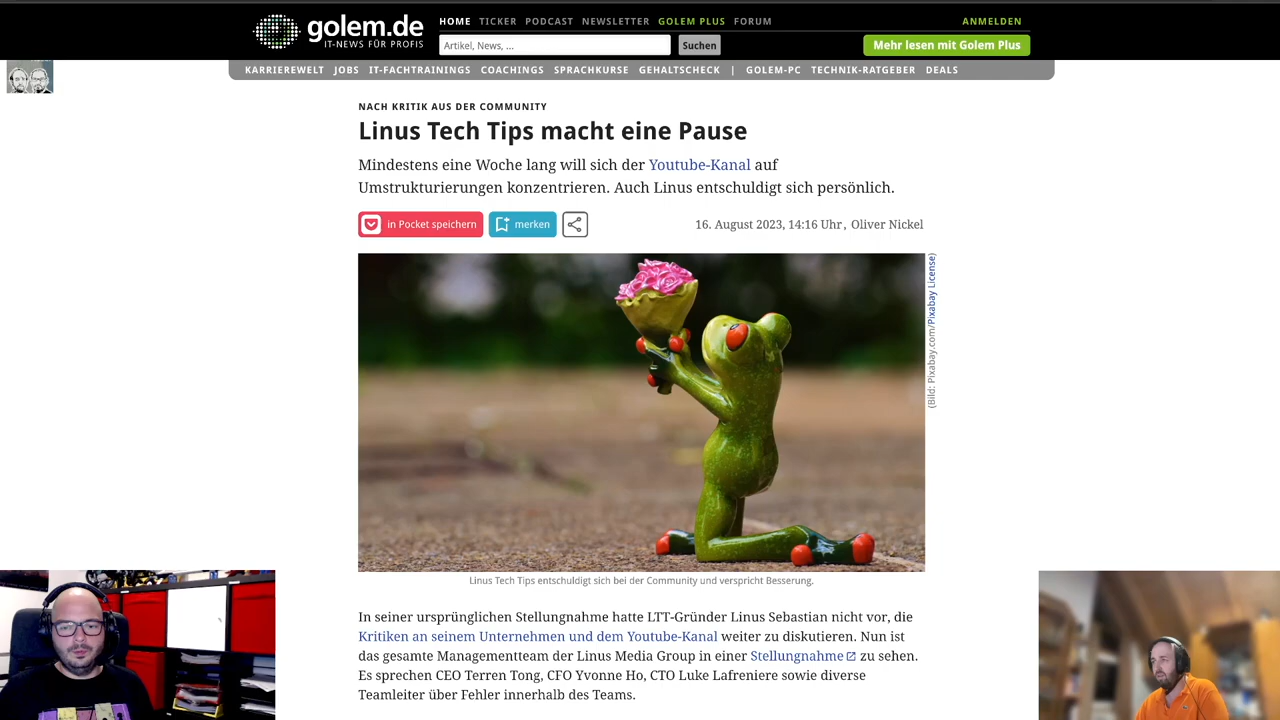 golem.de
IT-NEWS FÜR PROFIS
HOME TICKER PODCAST NEWSLETTER GOLEM PLUS FORUM
ANMELDEN
Artikel, News, ...
Suchen
Mehr lesen mit Golem Plus
KARRIEREWELT JOBS IT-FACHTRAININGS COACHINGS SPRACHKURSE GEHALTSCHECK | GOLEM-PC TECHNIK-RATGEBER DEALS
NACH KRITIK AUS DER COMMUNITY
Linus Tech Tips macht eine Pause
Mindestens eine Woche lang will sich der Youtube-Kanal auf
Umstrukturierungen konzentrieren. Auch Linus entschuldigt sich persönlich.
in Pocket speichern
merken
16. August 2023, 14:16 Uhr, Oliver Nickel
(Bild: Pixabay.com/Pixabay License)
Linus Tech Tips entschuldigt sich bei der Community und verspricht Besserung.
In seiner ursprünglichen Stellungnahme hatte LTT-Gründer Linus Sebastian nicht vor, die
Kritiken an seinem Unternehmen und dem Youtube-Kanal weiter zu diskutieren. Nun ist
das gesamte Managementteam der Linus Media Group in einer Stellungnahme zu sehen.
Es sprechen CEO Terren Tong, CFO Yvonne Ho, CTO Luke Lafreniere sowie diverse
Teamleiter über Fehler innerhalb des Teams.